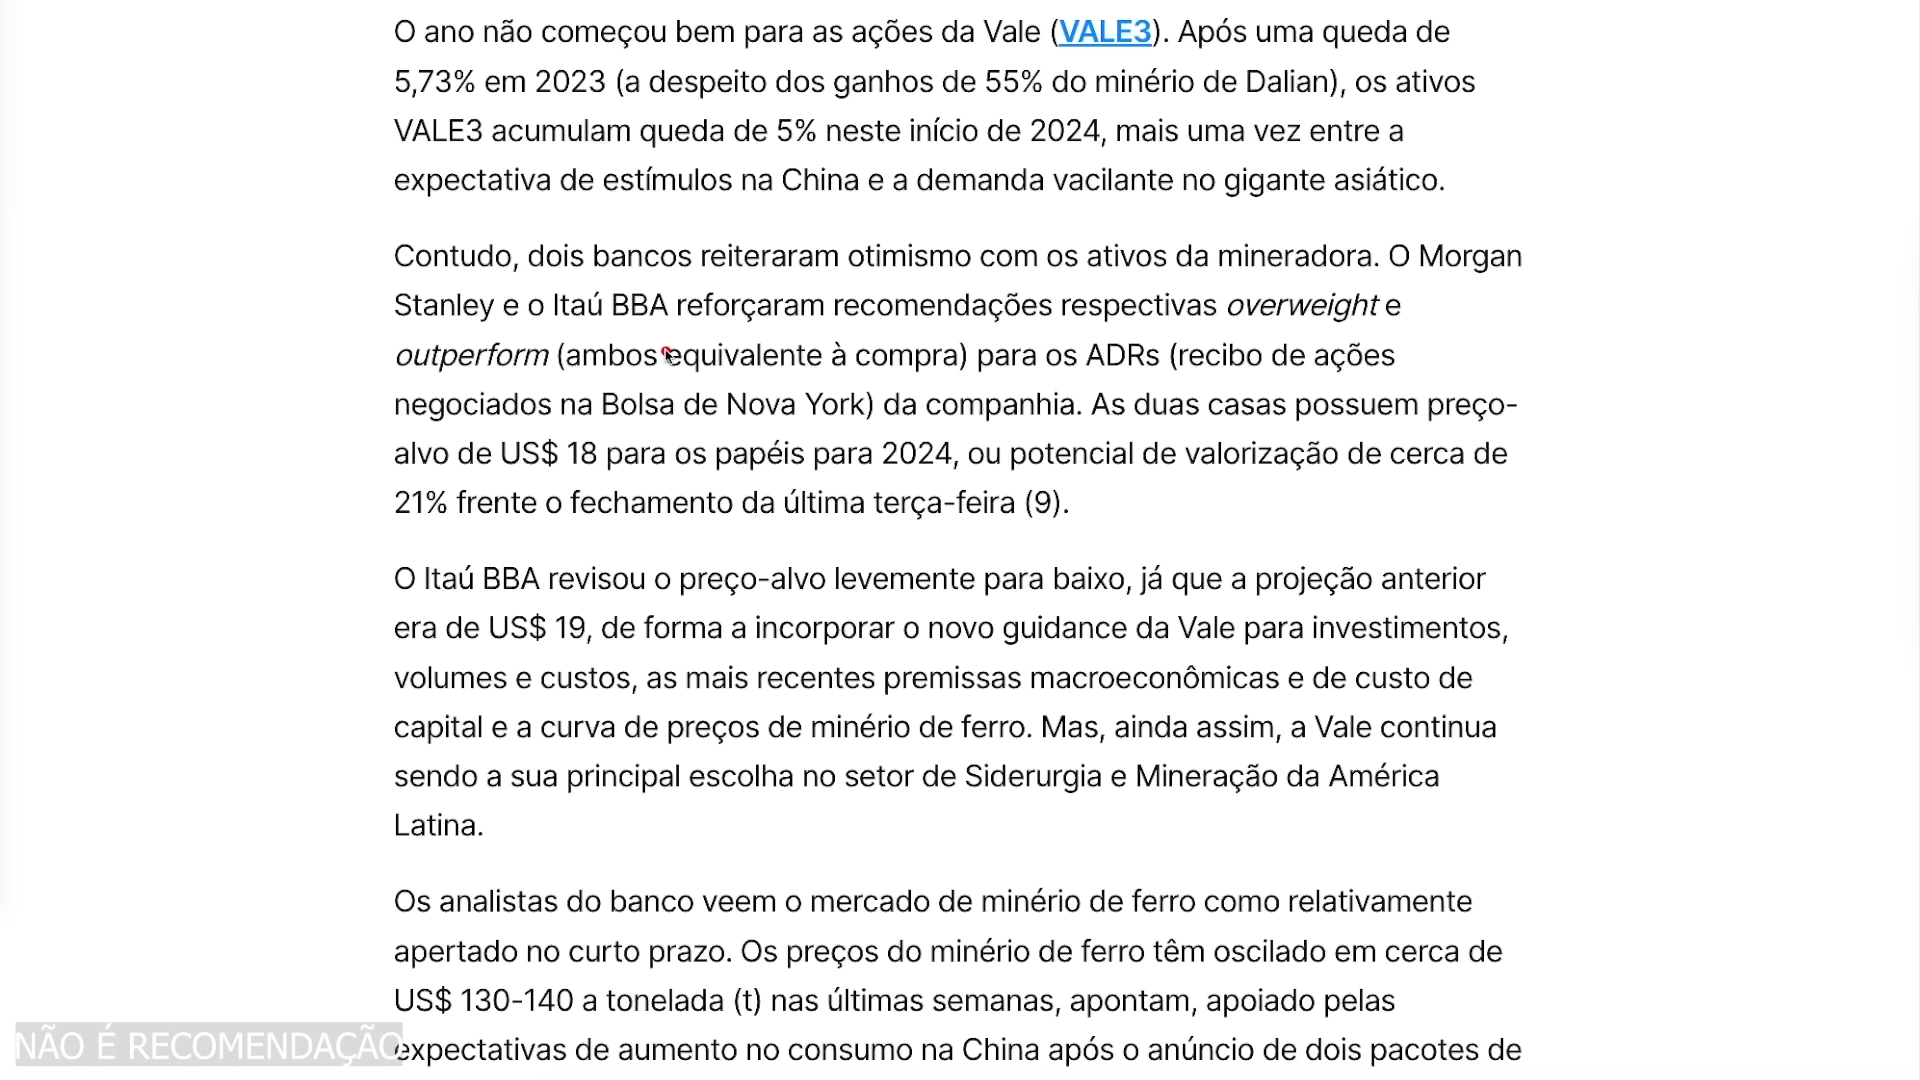 O ano não começou bem para as ações da Vale (VALE3). Após uma queda de
5,73% em 2023 (a despeito dos ganhos de 55% do minério de Dalian), os ativos
VALE3 acumulam queda de 5% neste início de 2024, mais uma vez entre a
expectativa de estímulos na China e a demanda vacilante no gigante asiático.
Contudo, dois bancos reiteraram otimismo com os ativos da mineradora. O Morgan
Stanley e o Itaú BBA reforçaram recomendações respectivas overweight e
outperform (ambos equivalente à compra) para os ADRs (recibo de ações
negociados na Bolsa de Nova York) da companhia. As duas casas possuem preço-
alvo de US$ 18 para os papéis para 2024, ou potencial de valorização de cerca de
21% frente o fechamento da última terça-feira (9).
O Itaú BBA revisou o preço-alvo levemente para baixo, já que a projeção anterior
era de US$ 19, de forma a incorporar o novo guidance da Vale para investimentos,
volumes e custos, as mais recentes premissas macroeconômicas e de custo de
capital e a curva de preços de minério de ferro. Mas, ainda assim, a Vale continua
sendo a sua principal escolha no setor de Siderurgia e Mineração da América
Latina.
Os analistas do banco veem o mercado de minério de ferro como relativamente
apertado no curto prazo. Os preços do minério de ferro têm oscilado em cerca de
US$ 130-140 a tonelada (t) nas últimas semanas, apontam, apoiado pelas
expectativas de aumento no consumo na China após o anúncio de dois pacotes de
NÃO É RECOMENDAÇÃO